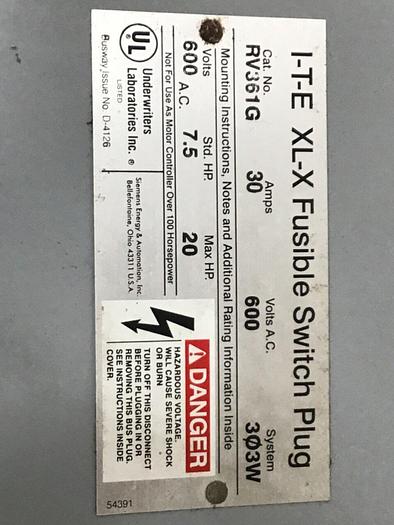 I-T-E XL-X Fusible Switch Plug
Cat. No. Amps Volts A.C. System
RV361G 30 600 3Ø3W
Mounting Instructions, Notes and Additional Rating Information Inside
Volts Std. HP. Max HP.
600 A.C. 7.5 20
Not For Use As Motor Controller Over 100 Horsepower
UL
LISTED
Underwriters
Laboratories Inc. ®
Siemens Energy & Automation, Inc.
Bellefontaine, Ohio 43311 U.S.A.
Busway Issue No. D-4126
DANGER
HAZARDOUS VOLTAGE.
WILL CAUSE SEVERE SHOCK
OR BURN
TURN OFF THIS DISCONNECT
BEFORE PLUGGING IN OR
REMOVING THIS BUS PLUG.
SEE INSTRUCTIONS INSIDE
COVER.
54391